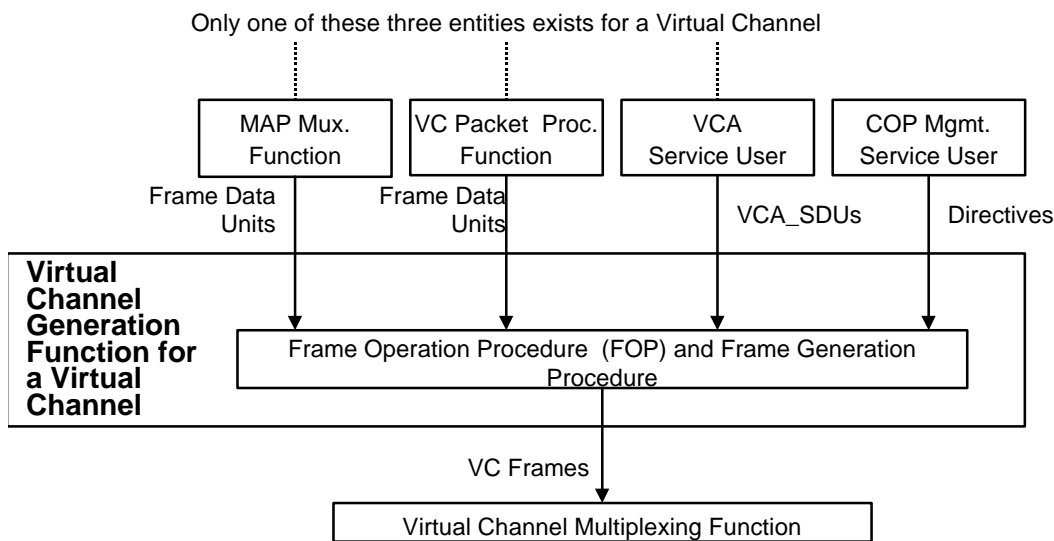 Only one of these three entities exists for a Virtual Channel
MAP Mux.
Function
VC Packet Proc.
Function
VCA
Service User
COP Mgmt.
Service User
Frame Data
Units
Frame Data
Units
VCA_SDUs
Directives
Virtual
Channel
Generation
Function for
a Virtual
Channel
Frame Operation Procedure (FOP) and Frame Generation
Procedure
VC Frames
Virtual Channel Multiplexing Function